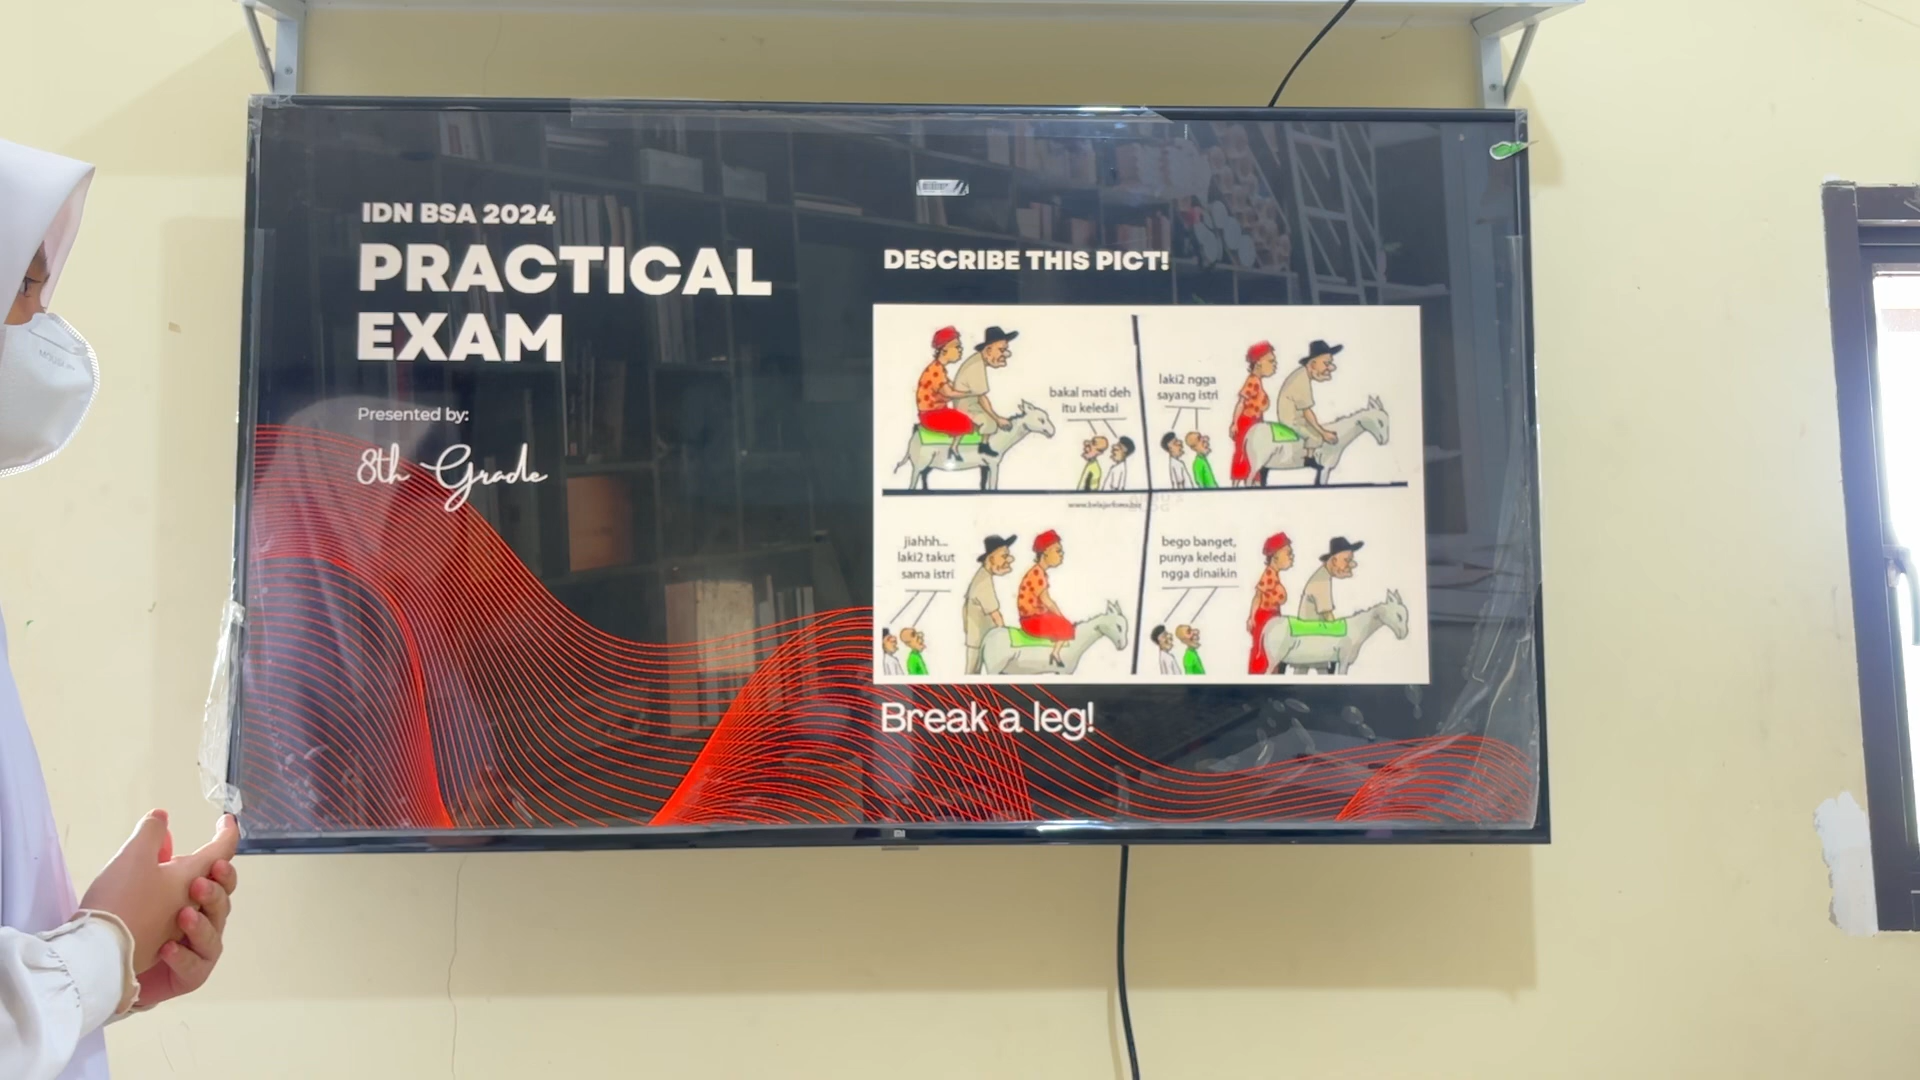 IDN BSA 2024
PRACTICAL
EXAM
Presented by:
8th Grade
DESCRIBE THIS PICT!
bakal mati deh
itu keledai
laki2 ngga
sayang istri
jiahhh...
laki2 takut
sama istri
bego banget,
punya keledai
ngga dinaikin
Break a leg!